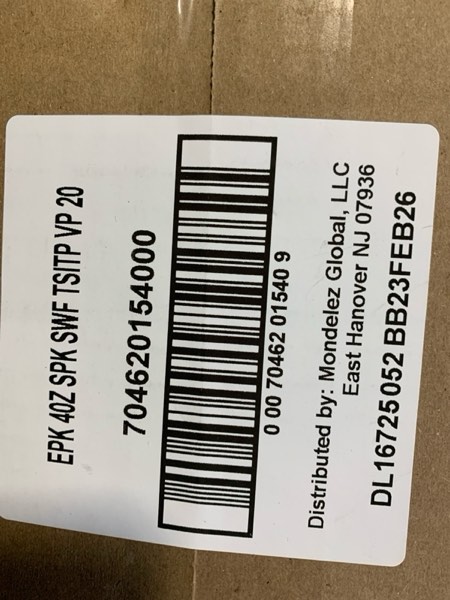 EPK 40Z SPK SWF TSITP VP 20
704620154000
0 00 70462 01540 9
Distributed by: Mondelez Global, LLC
East Hanover NJ 07936
DL16725052 BB23FEB26